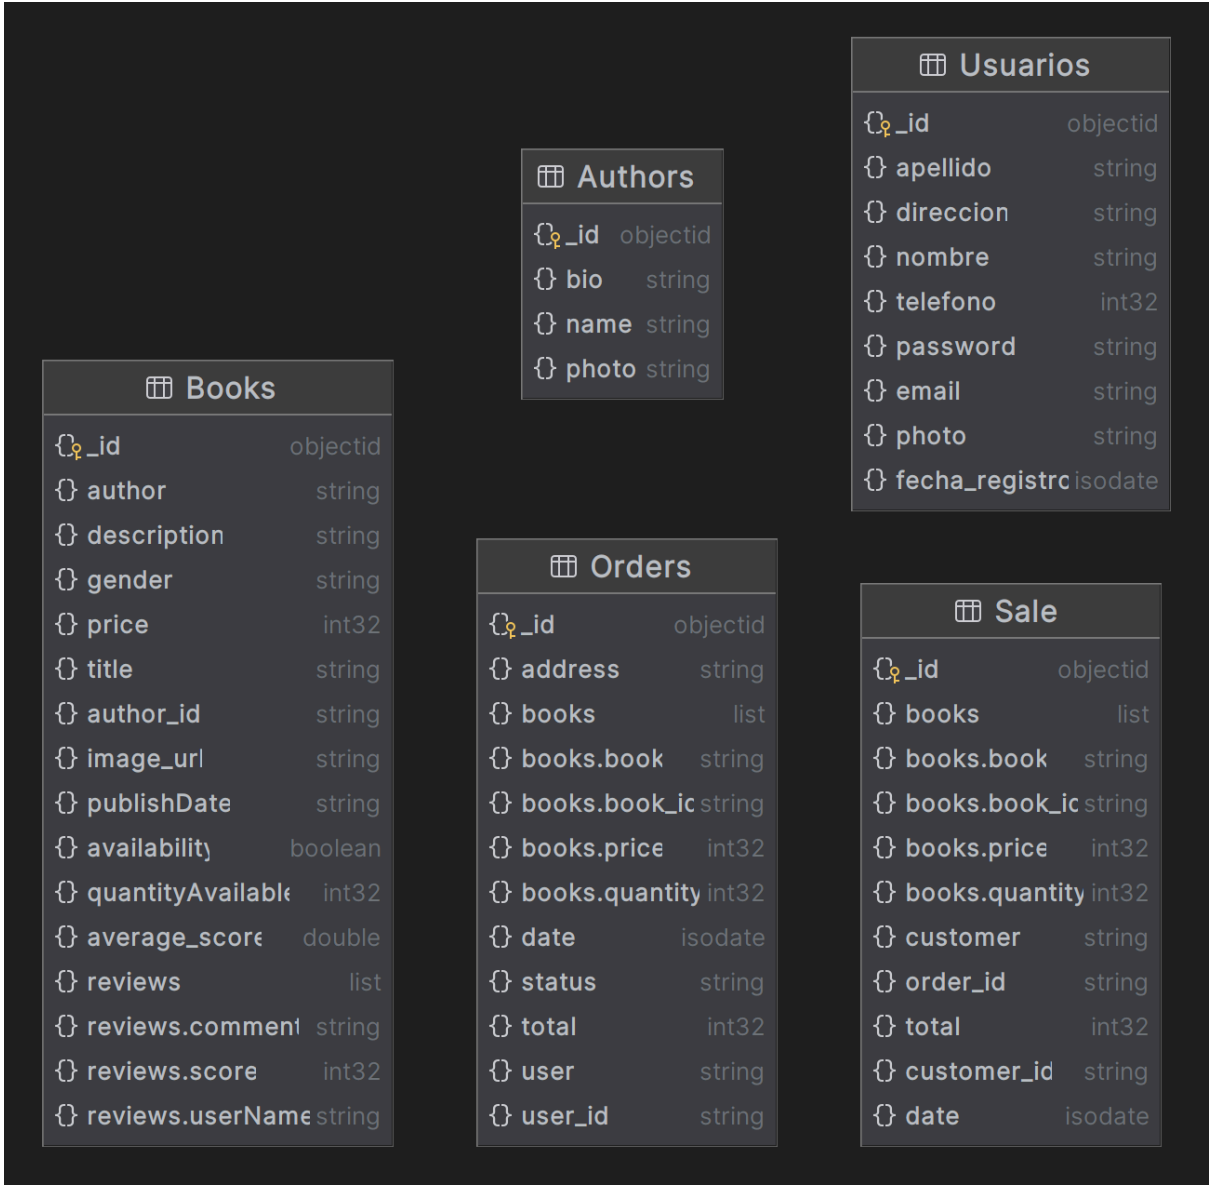 Usuarios
_id objectid
apellido string
direccion string
nombre string
telefono int32
password string
email string
photo string
fecha_registro isodate
Authors
_id objectid
bio string
name string
photo string
Books
_id objectid
author string
description string
gender string
price int32
title string
author_id string
image_url string
publishDate string
availability boolean
quantityAvailable int32
average_score double
reviews list
reviews.comment string
reviews.score int32
reviews.userName string
Orders
_id objectid
address string
books list
books.book string
books.book_id string
books.price int32
books.quantity int32
date isodate
status string
total int32
user string
user_id string
Sale
_id objectid
books list
books.book string
books.book_id string
books.price int32
books.quantity int32
customer string
order_id string
total int32
customer_id string
date isodate